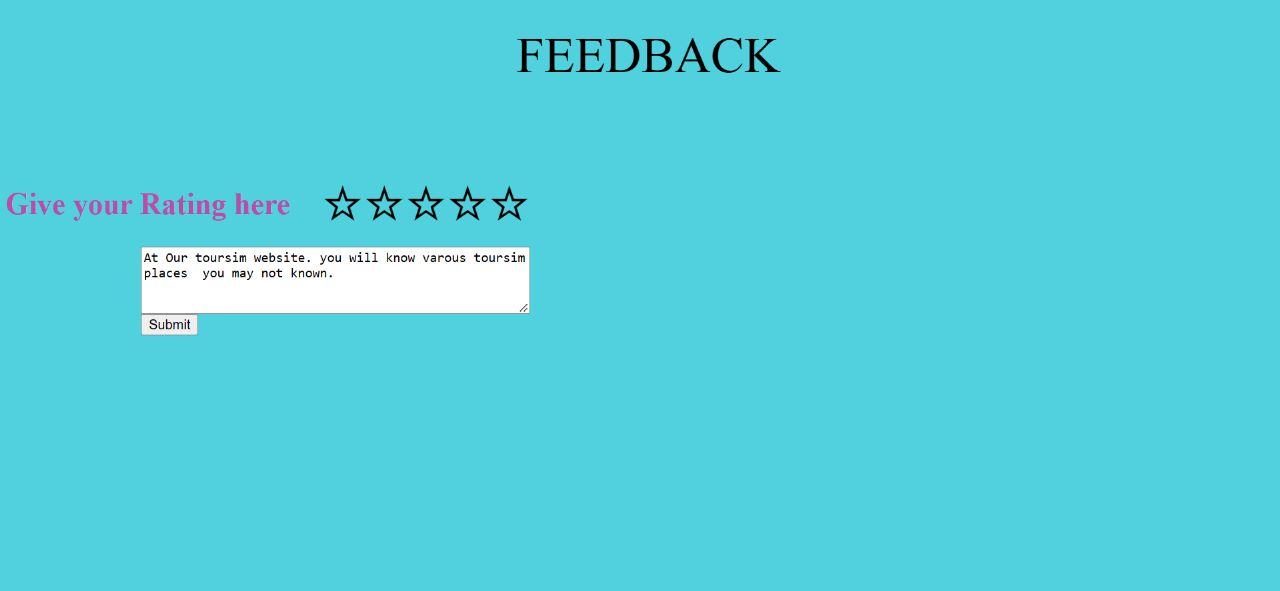 FEEDBACK
Give your Rating here ☆☆☆☆☆
At Our toursim website. you will know varous toursim
places  you may not known.
Submit